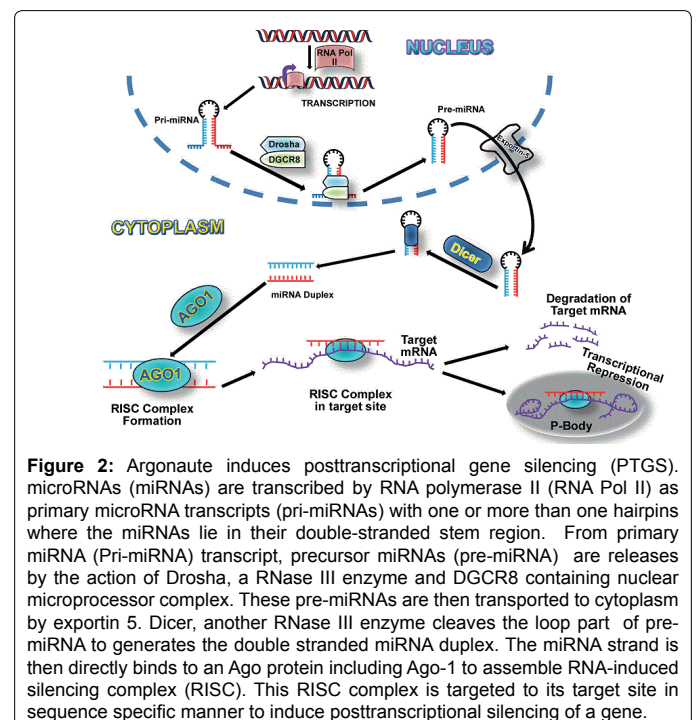 NUCLEUS
RNA Pol
II
TRANSCRIPTION
Pri-miRNA
Pre-miRNA
Drosha
DGCR8
Exportin-5
CYTOPLASM
Dicer
miRNA Duplex
AGO1
AGO1
RISC Complex
Formation
RISC Complex
in target site
Target
mRNA
Degradation of
Target mRNA
Transcriptional
Repression
P-Body
Figure 2: Argonaute induces posttranscriptional gene silencing (PTGS).
microRNAs (miRNAs) are transcribed by RNA polymerase II (RNA Pol II) as
primary microRNA transcripts (pri-miRNAs) with one or more than one hairpins
where the miRNAs lie in their double-stranded stem region. From primary
miRNA (Pri-miRNA) transcript, precursor miRNAs (pre-miRNA) are releases
by the action of Drosha, a RNase III enzyme and DGCR8 containing nuclear
microprocessor complex. These pre-miRNAs are then transported to cytoplasm
by exportin 5. Dicer, another RNase III enzyme cleaves the loop part of pre-
miRNA to generates the double stranded miRNA duplex. The miRNA strand is
then directly binds to an Ago protein including Ago-1 to assemble RNA-induced
silencing complex (RISC). This RISC complex is targeted to its target site in
sequence specific manner to induce posttranscriptional silencing of a gene.